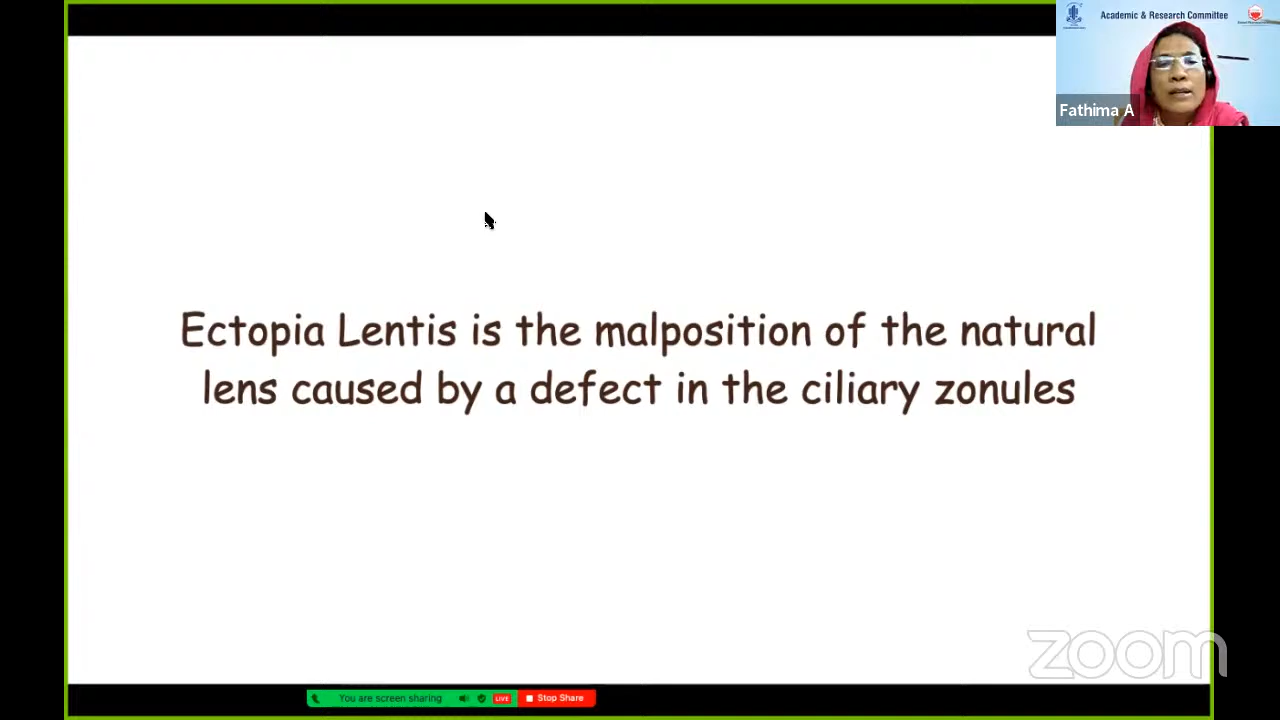 Academic & Research Committee
Fathima A
Ectopia Lentis is the malposition of the natural
lens caused by a defect in the ciliary zonules
zoom
You are screen sharing
LIVE
Stop Share